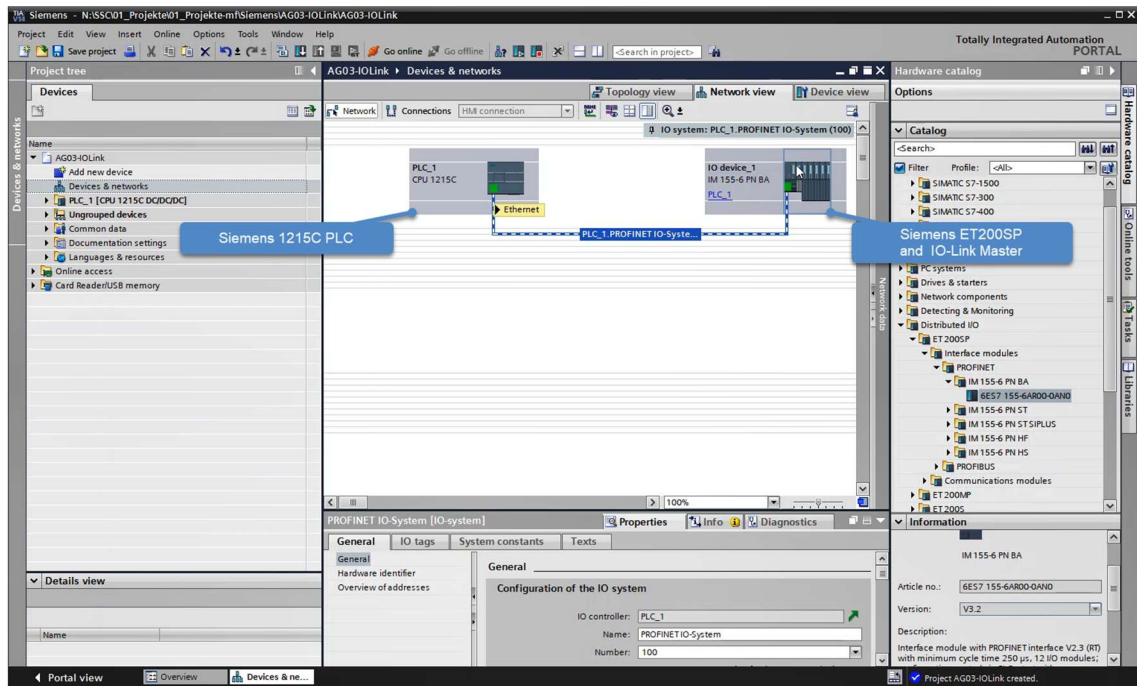 Siemens - N:\SSC\01_Projekte\01_Projekte-mf\Siemens\AG03-IOLink\AG03-IOLink
Project Edit View Insert Online Options Tools Window Help
Totally Integrated Automation
PORTAL
Save project
Go online
Go offline
<Search in project>
Project tree
AG03-IOLink
Devices & networks
Hardware catalog
Devices
Topology view
Network view
Device view
Options
Network
Connections
HMI connection
IO system: PLC_1.PROFINET IO-System (100)
Name
AG03-IOLink
Add new device
Devices & networks
PLC_1 [CPU 1215C DC/DC/DC]
Ungrouped devices
Common data
Documentation settings
Languages & resources
Online access
Card Reader/USB memory
PLC_1
CPU 1215C
Ethernet
IO device_1
IM 155-6 PN BA
PLC_1
PLC_1.PROFINET IO-Syste...
Siemens 1215C PLC
Siemens ET200SP
and IO-Link Master
Catalog
<Search>
Filter Profile: <All>
SIMATIC S7-1500
SIMATIC S7-300
SIMATIC S7-400
PC systems
Drives & starters
Network components
Detecting & Monitoring
Distributed I/O
ET 200SP
Interface modules
PROFINET
IM 155-6 PN BA
6ES7 155-6AR00-0AN0
IM 155-6 PN ST
IM 155-6 PN ST SIPLUS
IM 155-6 PN HF
IM 155-6 PN HS
PROFIBUS
Communications modules
ET 200MP
ET 200S
Devices & networks
Network data
Hardware catalog
Online tools
Tasks
Libraries
100%
PROFINET IO-System [IO-system]
Properties
Info
Diagnostics
General
IO tags
System constants
Texts
General
Hardware identifier
Overview of addresses
General
Configuration of the IO system
IO controller: PLC_1
Name: PROFINET IO-System
Number: 100
Information
IM 155-6 PN BA
Article no.: 6ES7 155-6AR00-0AN0
Version: V3.2
Description:
Interface module with PROFINET interface V2.3 (RT)
with minimum cycle time 250 µs, 12 I/O modules;
Details view
Name
Portal view
Overview
Devices & ne...
Project AG03-IOLink created.